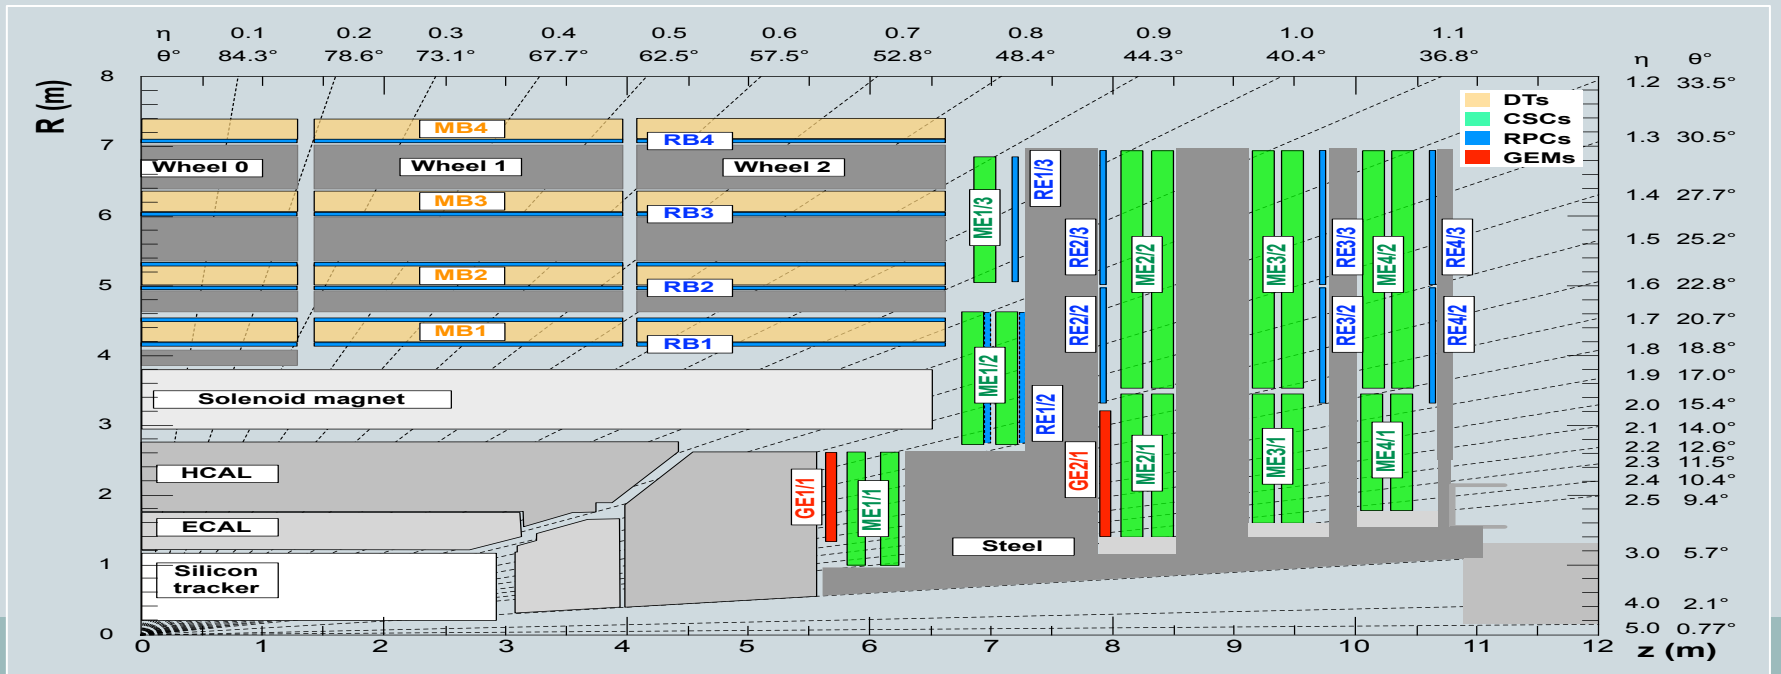 η 0.1 0.2 0.3 0.4 0.5 0.6 0.7 0.8 0.9 1.0 1.1
θ° 84.3° 78.6° 73.1° 67.7° 62.5° 57.5° 52.8° 48.4° 44.3° 40.4° 36.8°
η θ°
R (m)
8
7
6
5
4
3
2
1
0
1.2 33.5°
1.3 30.5°
1.4 27.7°
1.5 25.2°
1.6 22.8°
1.7 20.7°
1.8 18.8°
1.9 17.0°
2.0 15.4°
2.1 14.0°
2.2 12.6°
2.3 11.5°
2.4 10.4°
2.5 9.4°
3.0 5.7°
4.0 2.1°
5.0 0.77°
DTs
CSCs
RPCs
GEMs
MB4
RB4
Wheel 0 Wheel 1 Wheel 2
MB3
RB3
MB2
RB2
MB1
RB1
Solenoid magnet
HCAL
ECAL
Silicon
tracker
Steel
ME1/3
RE1/3
RE2/3
ME2/2
ME3/2
RE3/3
ME4/2
RE4/3
ME1/2
RE1/2
RE2/2
RE3/2
RE4/2
GE1/1
ME1/1
GE2/1
ME2/1
ME3/1
ME4/1
0 1 2 3 4 5 6 7 8 9 10 11 12
z (m)